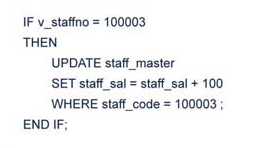 IF v_staffno = 100003
THEN
UPDATE staff_master
SET staff_sal = staff_sal + 100
WHERE staff_code = 100003 ;
END IF;